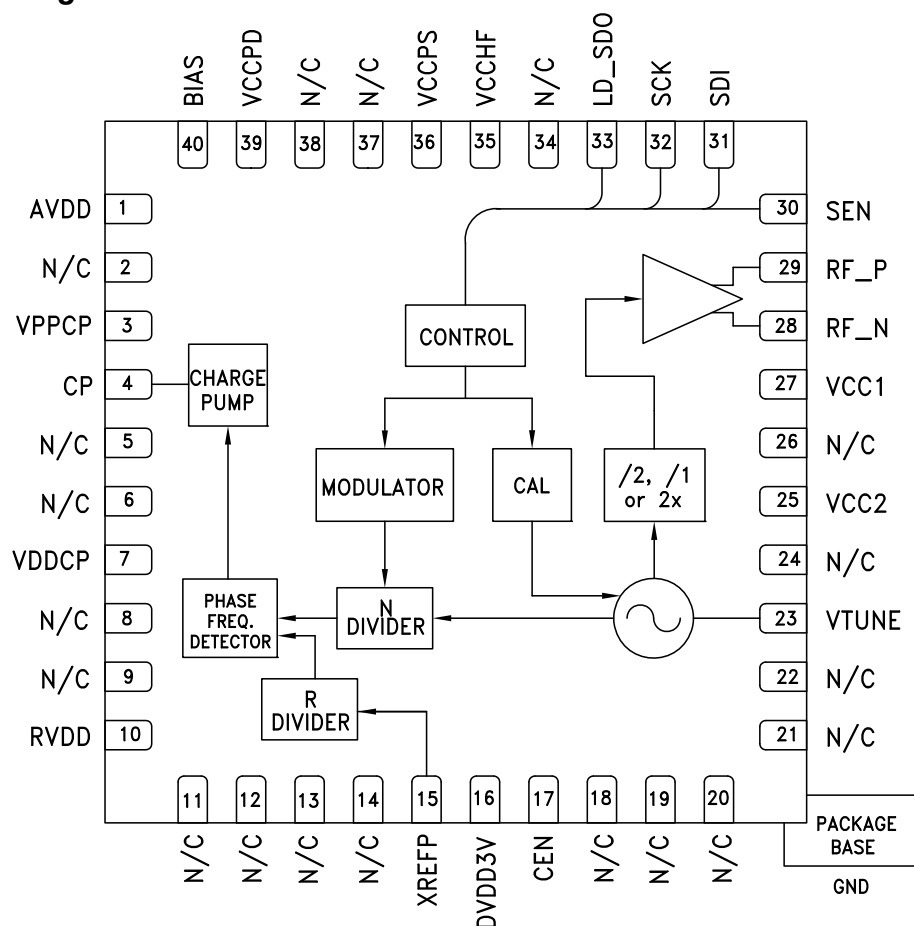 BIAS
VCCPD
N/C
N/C
VCCPS
VCCHF
N/C
LD_SDO
SCK
SDI
40
39
38
37
36
35
34
33
32
31
AVDD 1
N/C 2
VPPCP 3
CP 4
N/C 5
N/C 6
VDDCP 7
N/C 8
N/C 9
RVDD 10
30 SEN
29 RF_P
28 RF_N
27 VCC1
26 N/C
25 VCC2
24 N/C
23 VTUNE
22 N/C
21 N/C
CONTROL
CHARGE
PUMP
MODULATOR
CAL
/2, /1
or 2x
PHASE
FREQ.
DETECTOR
N
DIVIDER
R
DIVIDER
11
12
13
14
15
16
17
18
19
20
N/C
N/C
N/C
N/C
XREFP
DVDD3V
CEN
N/C
N/C
N/C
PACKAGE
BASE
GND